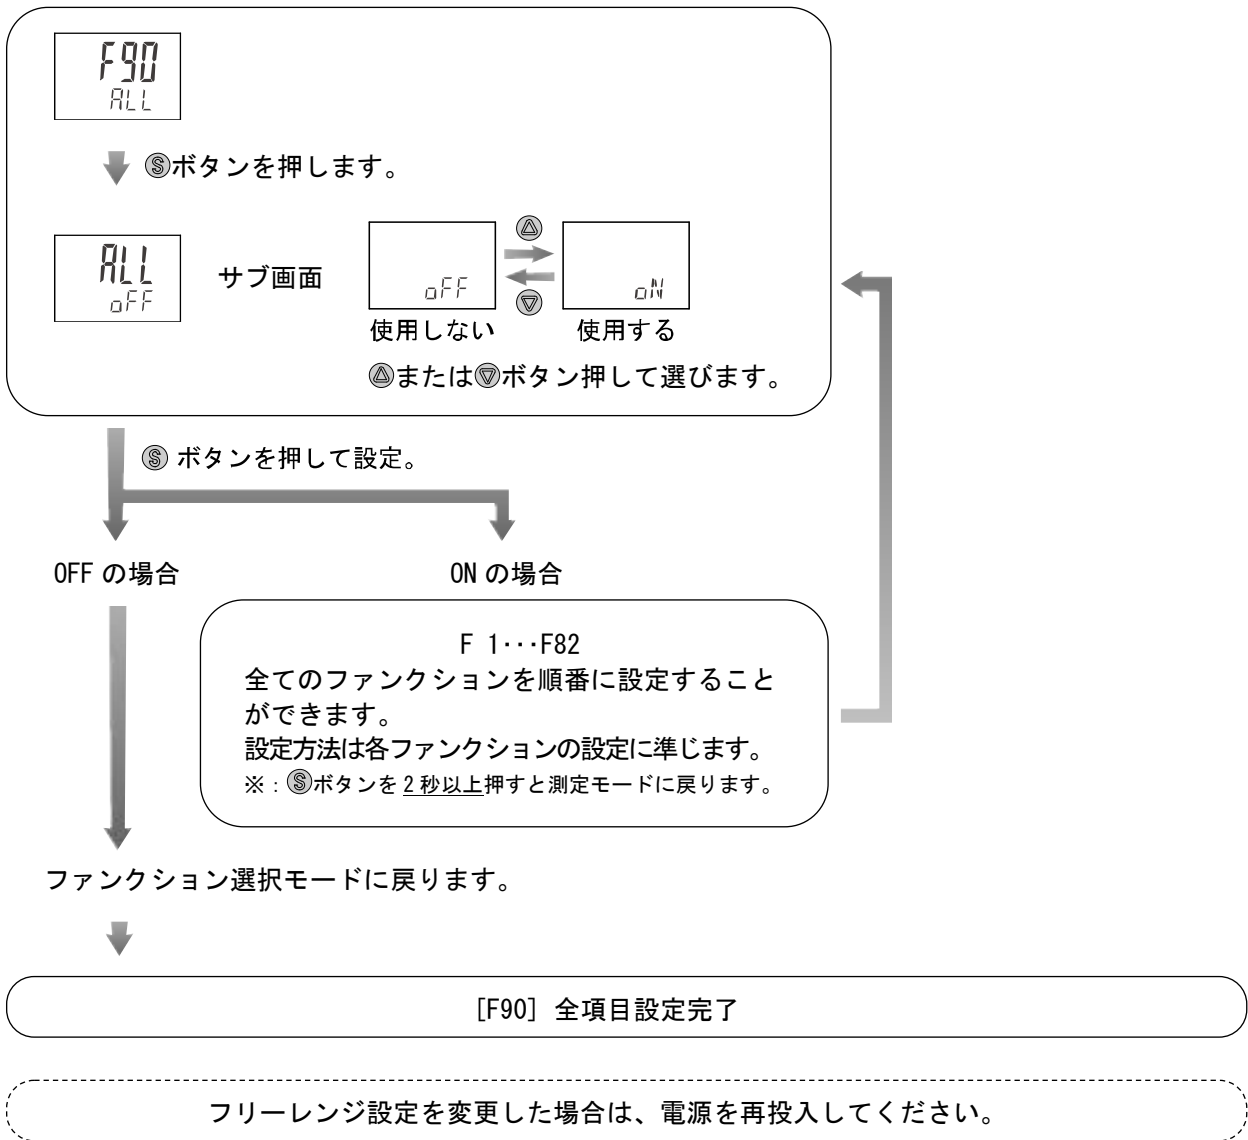 F90
ALL
Ⓢボタンを押します。
ALL
oFF
サブ画面
oFF
oN
使用しない
使用する
△または▽ボタン押して選びます。
Ⓢ ボタンを押して設定。
OFF の場合
ON の場合
F 1･･･F82
全てのファンクションを順番に設定すること
ができます。
設定方法は各ファンクションの設定に準じます。
※：Ⓢボタンを 2 秒以上押すと測定モードに戻ります。
ファンクション選択モードに戻ります。
[F90] 全項目設定完了
フリーレンジ設定を変更した場合は、電源を再投入してください。